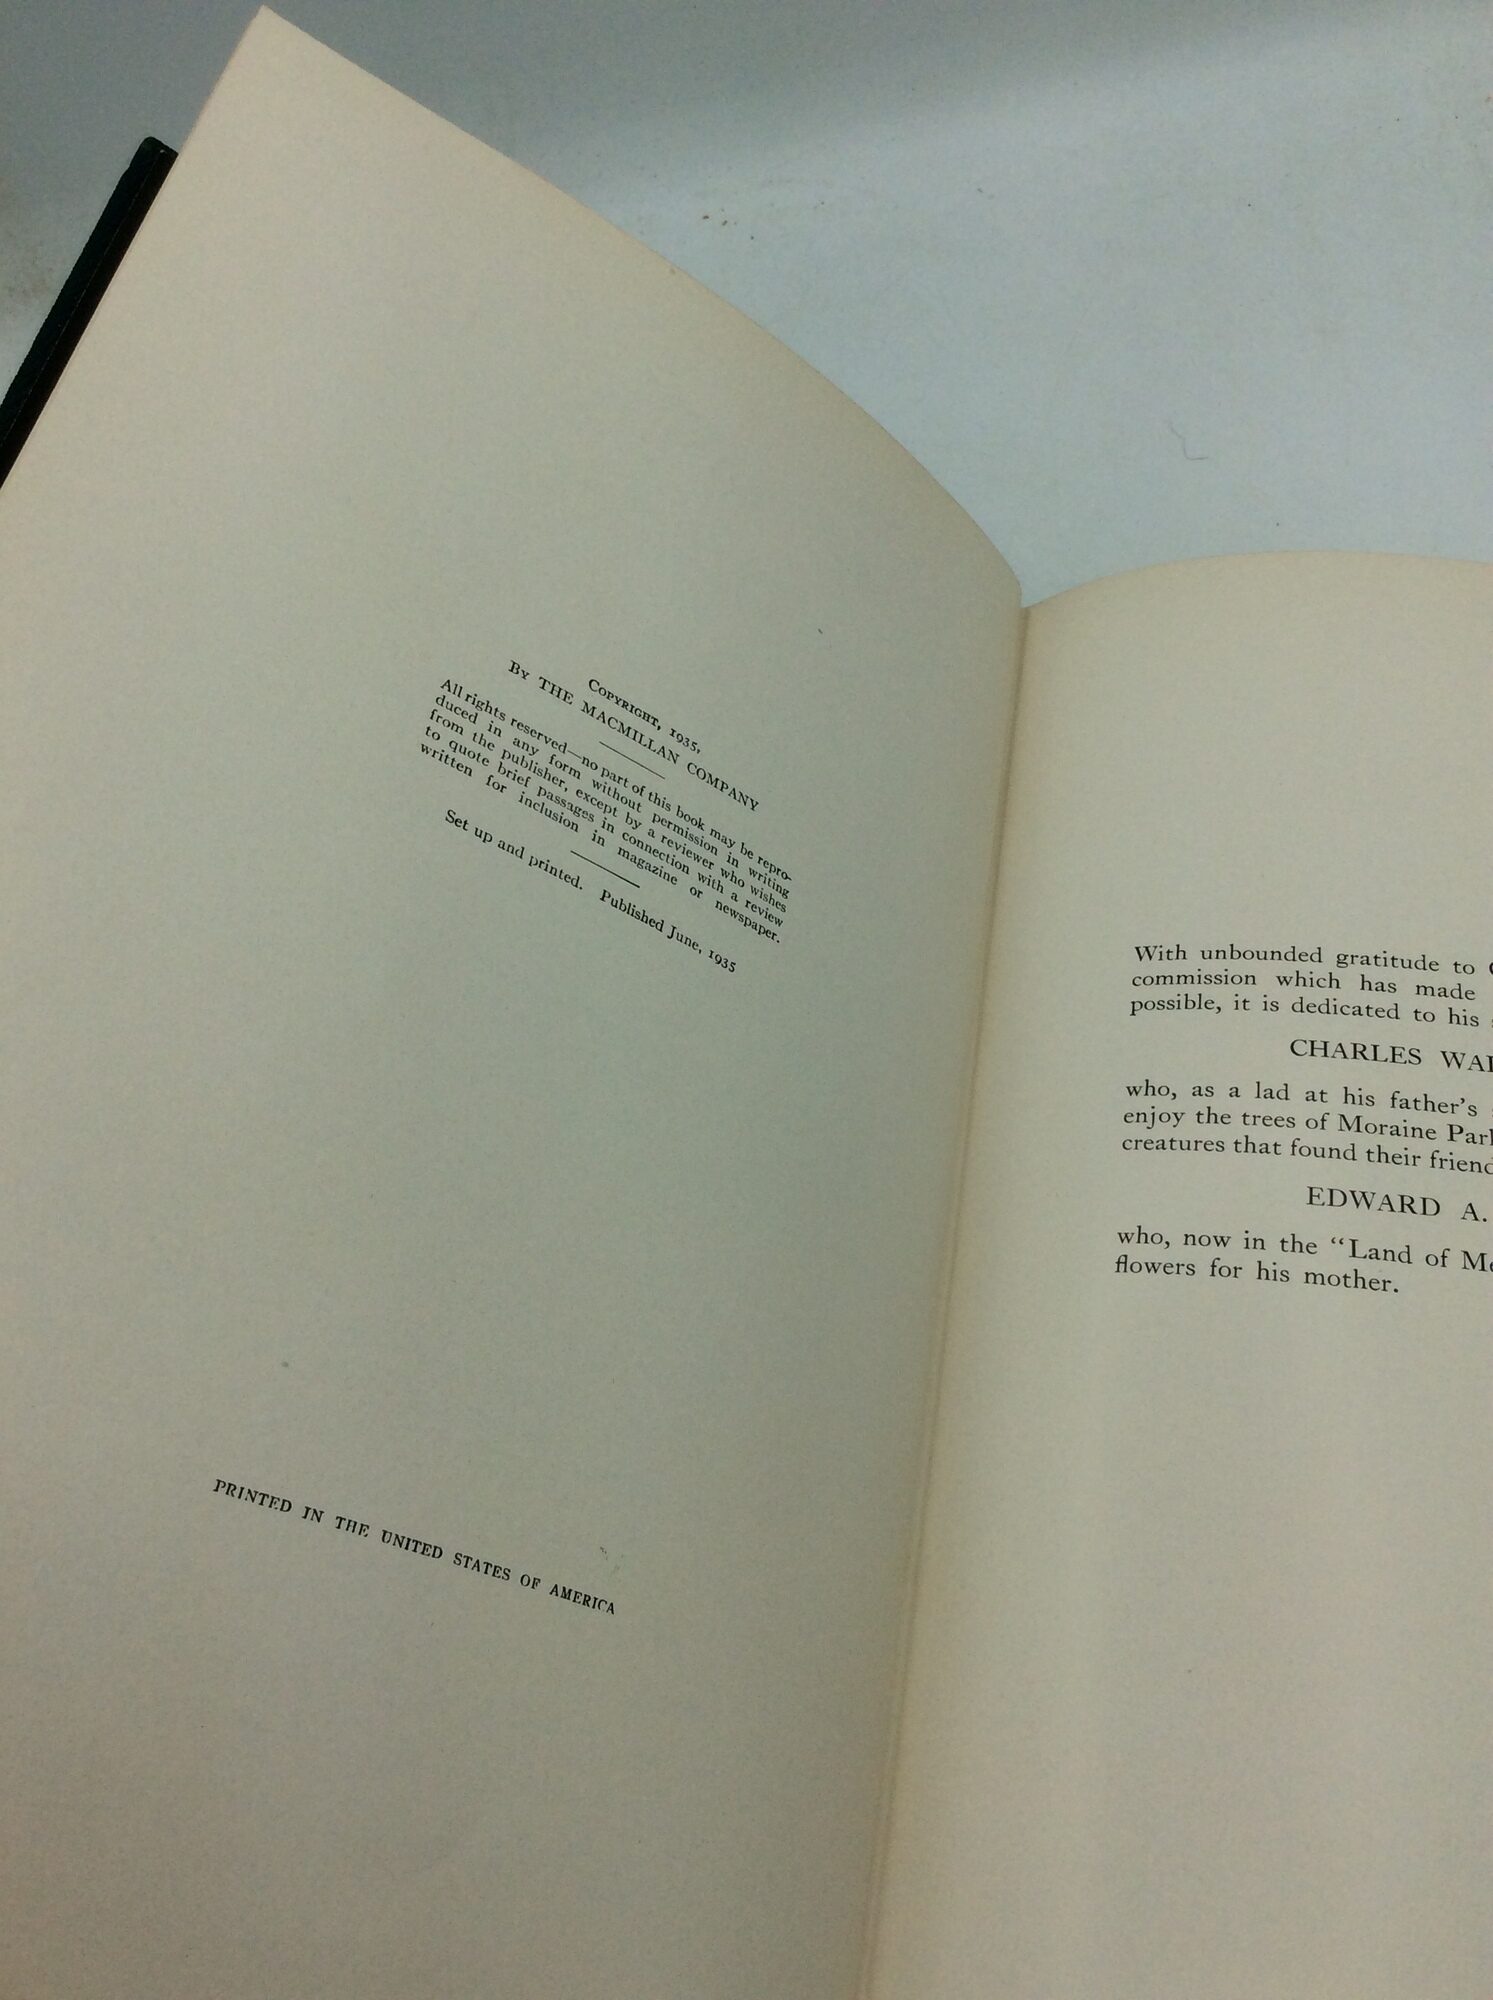 Copyright, 1935,
By THE MACMILLAN COMPANY
All rights reserved—no part of this book may be repro-
duced in any form without permission in writing
from the publisher, except by a reviewer who wishes
to quote brief passages in connection with a review
written for inclusion in magazine or newspaper.
Set up and printed. Published June, 1935
PRINTED IN THE UNITED STATES OF AMERICA
With unbounded gratitude to
commission which has made
possible, it is dedicated to his
CHARLES
who, as a lad at his father's
enjoy the trees of Moraine
creatures that found their
EDWARD A.
who, now in the "Land of
flowers for his mother.